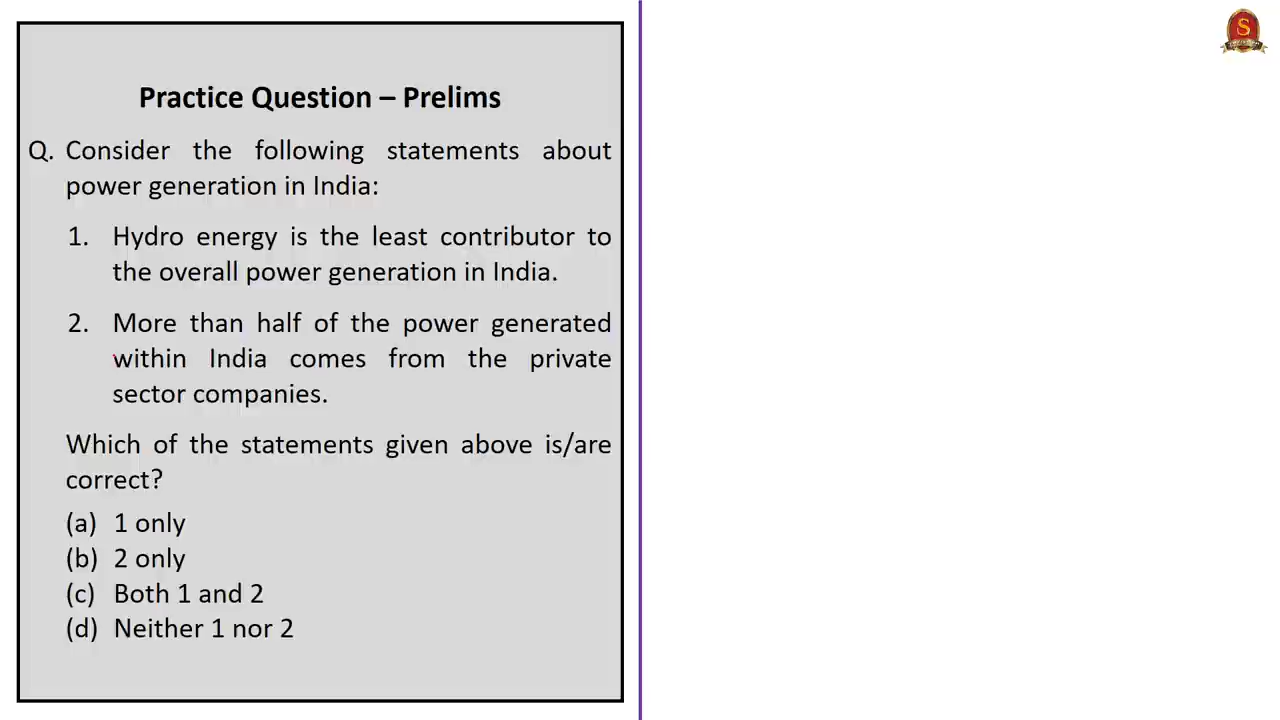 Practice Question – Prelims
Q. Consider the following statements about
power generation in India:
1. Hydro energy is the least contributor to
the overall power generation in India.
2. More than half of the power generated
within India comes from the private
sector companies.
Which of the statements given above is/are
correct?
(a) 1 only
(b) 2 only
(c) Both 1 and 2
(d) Neither 1 nor 2
S